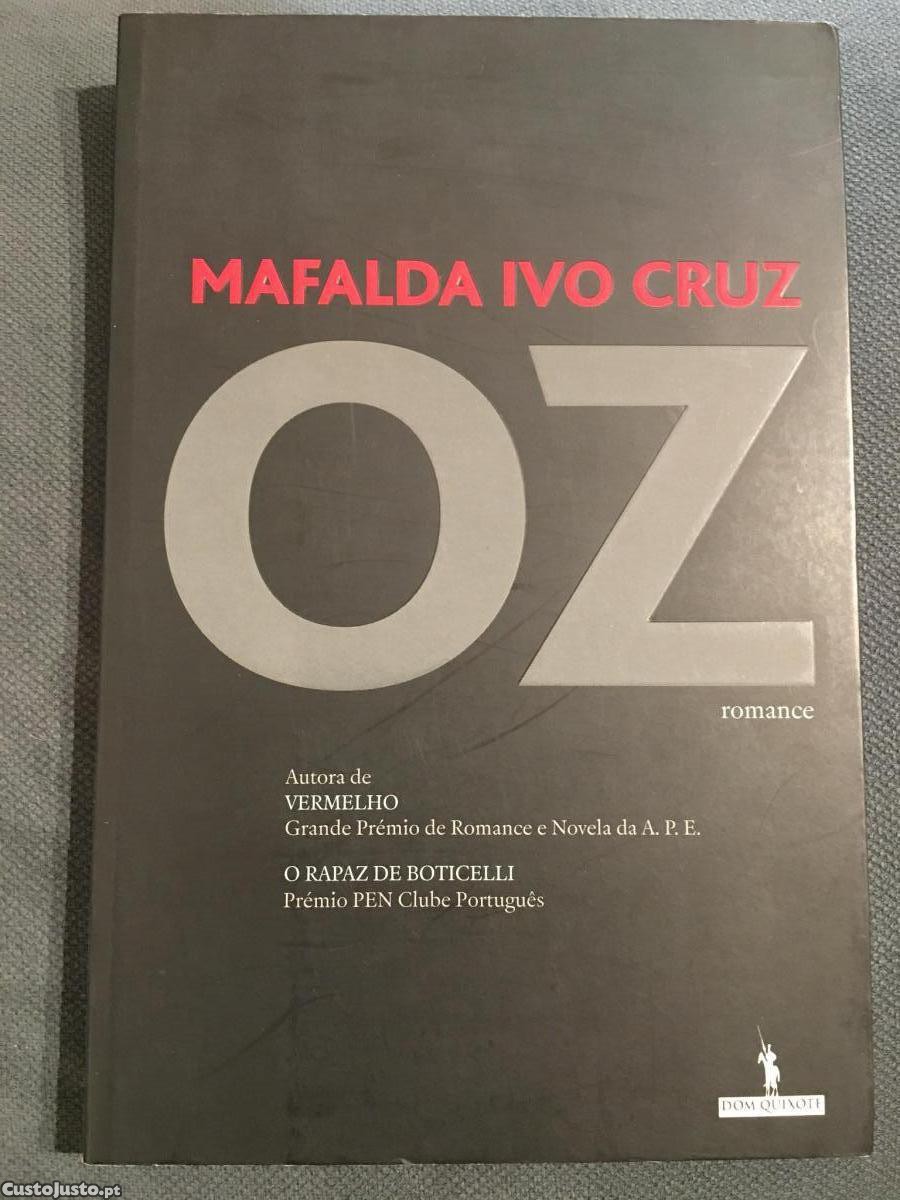 MAFALDA IVO CRUZ
OZ
romance
Autora de
VERMELHO
Grande Prémio de Romance e Novela da A. P. E.
O RAPAZ DE BOTICELLI
Prémio PEN Clube Português
DOM QUIXOTE
CustoJusto.pt